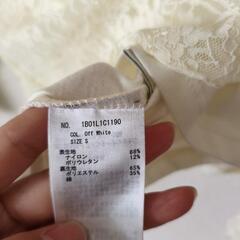 NO. 1B01L1C1190
COL. Off White
SIZE S
表生地
ナイロン 88%
ポリウレタン 12%
裏生地
ポリエステル 65%
綿 35%